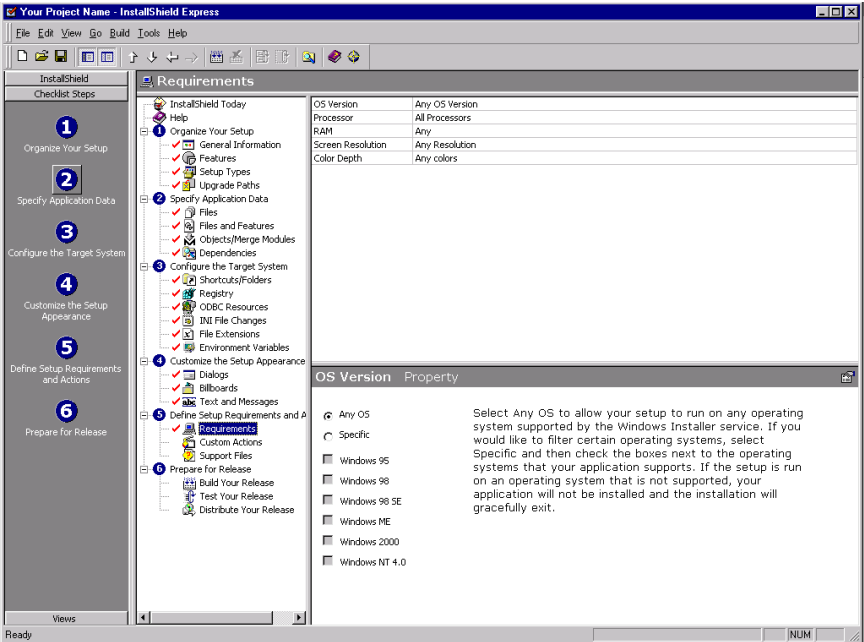 Your Project Name - InstallShield Express
File Edit View Go Build Tools Help
InstallShield
Checklist Steps
1
Organize Your Setup
2
Specify Application Data
3
Configure the Target System
4
Customize the Setup
Appearance
5
Define Setup Requirements
and Actions
6
Prepare for Release
Views
Requirements
InstallShield Today
Help
1 Organize Your Setup
General Information
Features
Setup Types
Upgrade Paths
2 Specify Application Data
Files
Files and Features
Objects/Merge Modules
Dependencies
3 Configure the Target System
Shortcuts/Folders
Registry
ODBC Resources
INI File Changes
File Extensions
Environment Variables
4 Customize the Setup Appearance
Dialogs
Billboards
abc Text and Messages
5 Define Setup Requirements and A
Requirements
Custom Actions
Support Files
6 Prepare for Release
Build Your Release
Test Your Release
Distribute Your Release
OS Version Any OS Version
Processor All Processors
RAM Any
Screen Resolution Any Resolution
Color Depth Any colors
OS Version Property
Any OS
Specific
Windows 95
Windows 98
Windows 98 SE
Windows ME
Windows 2000
Windows NT 4.0
Select Any OS to allow your setup to run on any operating
system supported by the Windows Installer service. If you
would like to filter certain operating systems, select
Specific and then check the boxes next to the operating
systems that your application supports. If the setup is run
on an operating system that is not supported, your
application will not be installed and the installation will
gracefully exit.
Ready
NUM